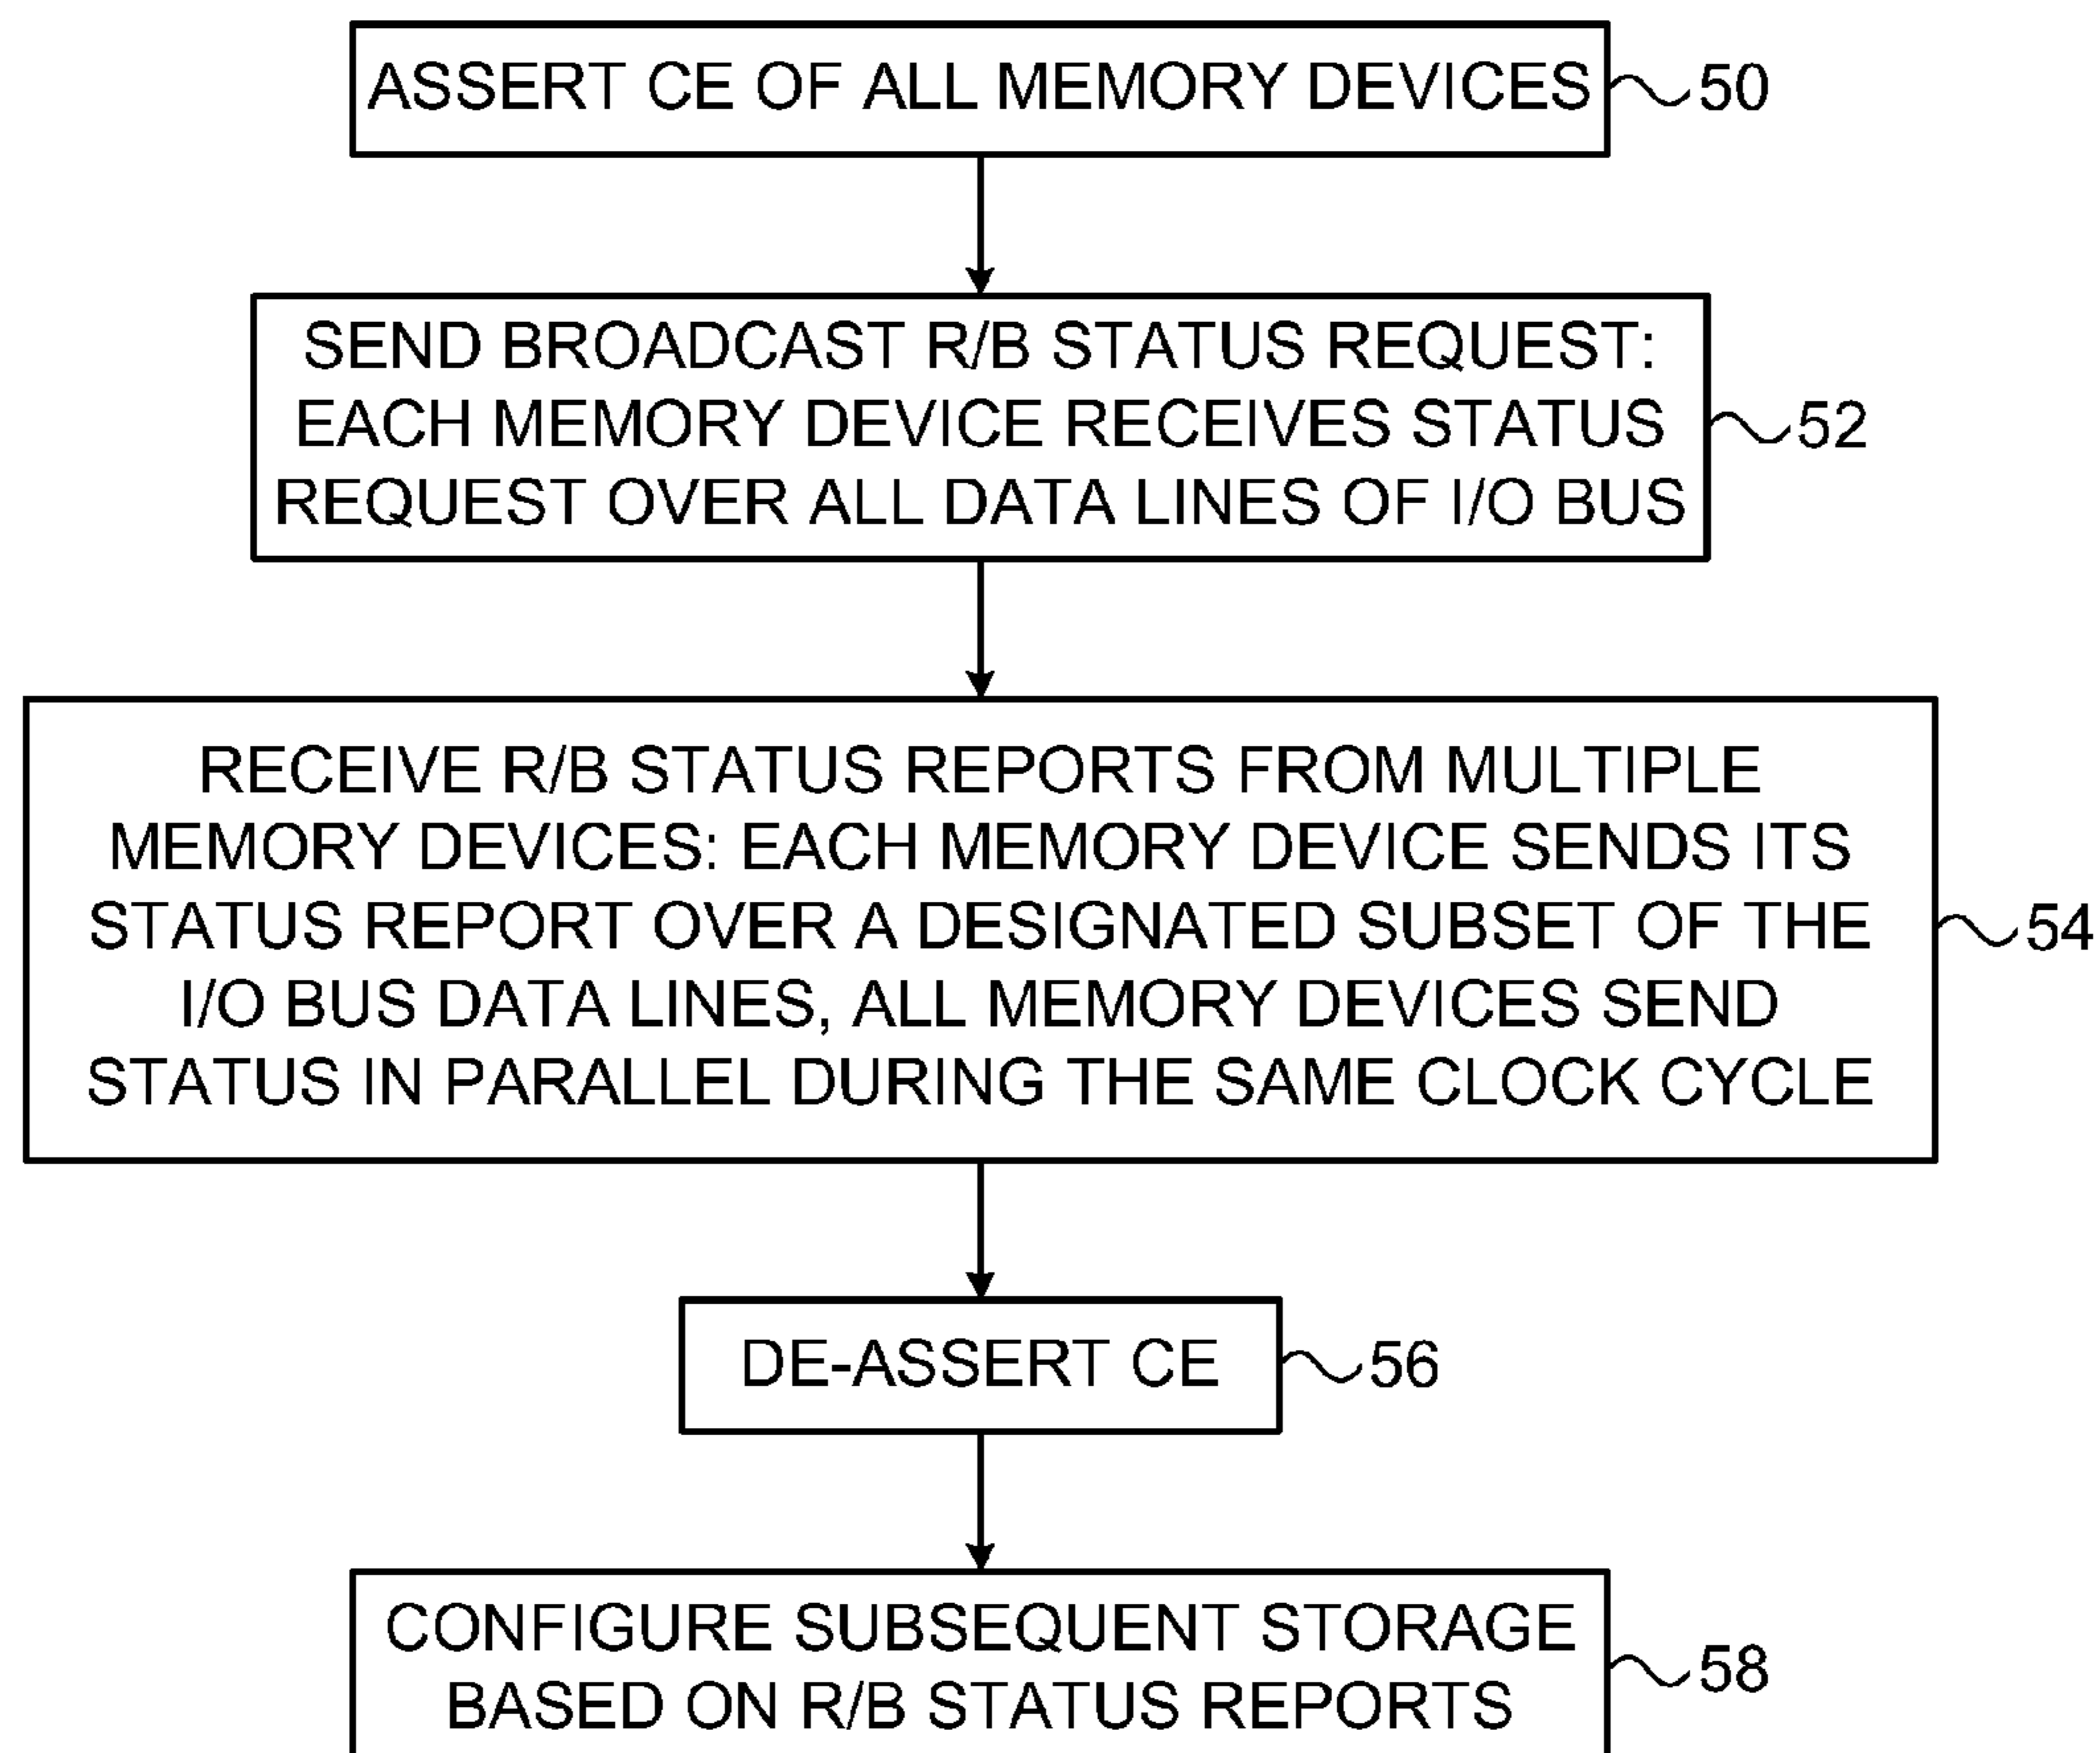 ASSERT CE OF ALL MEMORY DEVICES
50
SEND BROADCAST R/B STATUS REQUEST:
EACH MEMORY DEVICE RECEIVES STATUS
REQUEST OVER ALL DATA LINES OF I/O BUS
52
RECEIVE R/B STATUS REPORTS FROM MULTIPLE
MEMORY DEVICES: EACH MEMORY DEVICE SENDS ITS
STATUS REPORT OVER A DESIGNATED SUBSET OF THE
I/O BUS DATA LINES, ALL MEMORY DEVICES SEND
STATUS IN PARALLEL DURING THE SAME CLOCK CYCLE
54
DE-ASSERT CE
56
CONFIGURE SUBSEQUENT STORAGE
BASED ON R/B STATUS REPORTS
58